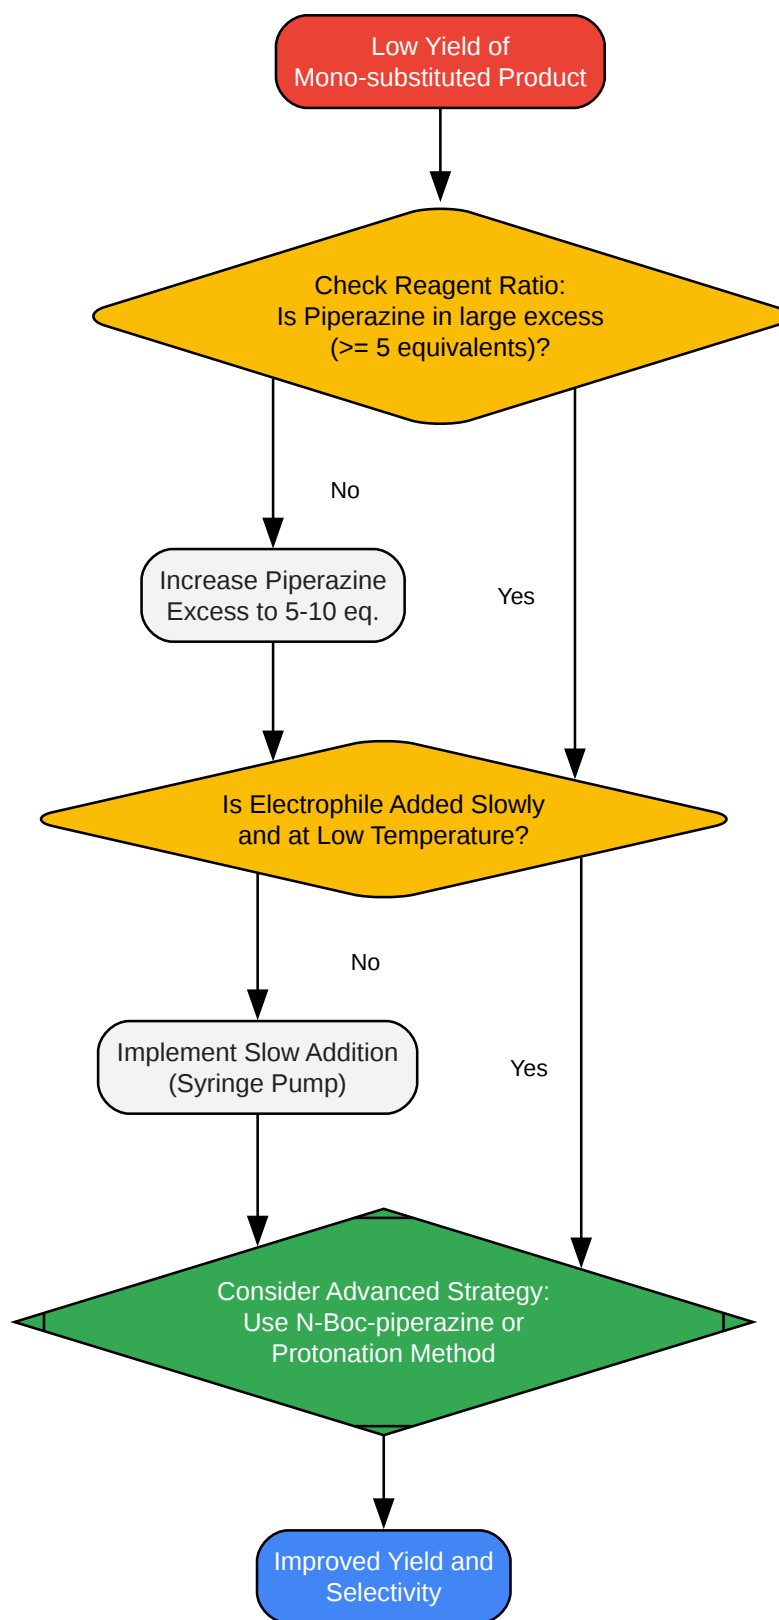 Low Yield of
Mono-substituted Product
Check Reagent Ratio:
Is Piperazine in large excess
(>= 5 equivalents)?
No
Increase Piperazine
Excess to 5-10 eq.
Yes
Is Electrophile Added Slowly
and at Low Temperature?
No
Implement Slow Addition
(Syringe Pump)
Yes
Consider Advanced Strategy:
Use N-Boc-piperazine or
Protonation Method
Improved Yield and
Selectivity